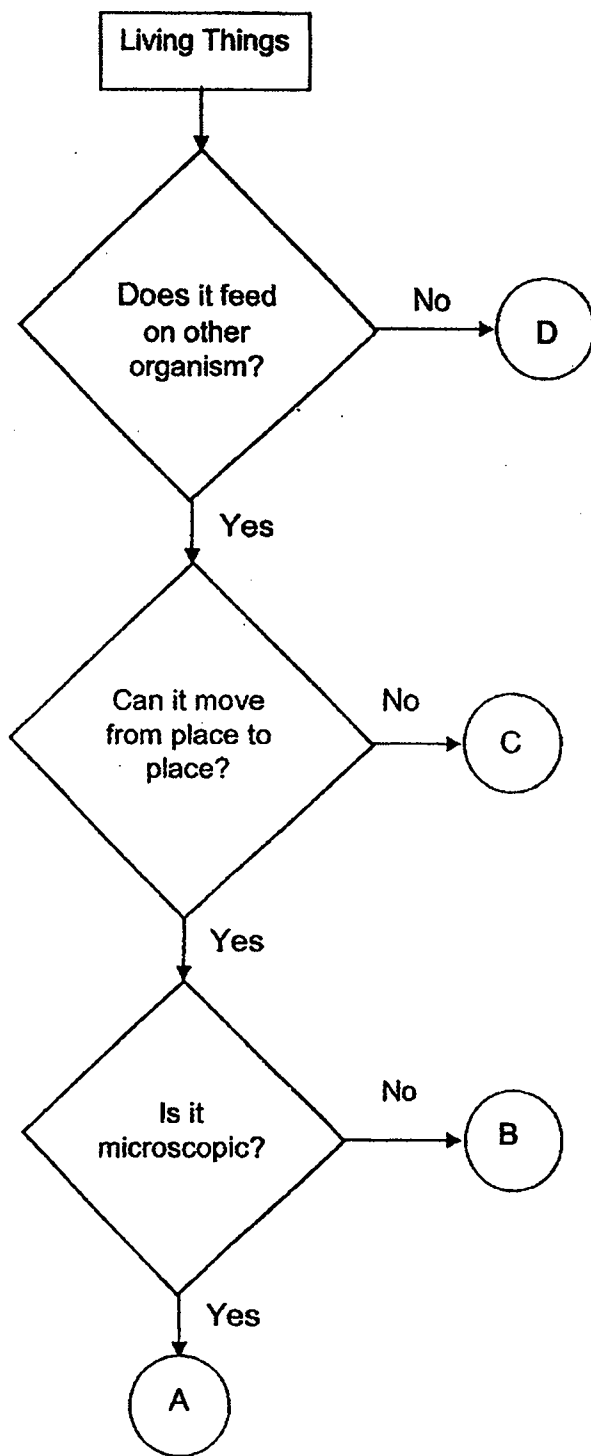 Living Things
Does it feed
on other
organism?
No
D
Yes
Can it move
from place to
place?
No
C
Yes
Is it
microscopic?
No
B
Yes
A